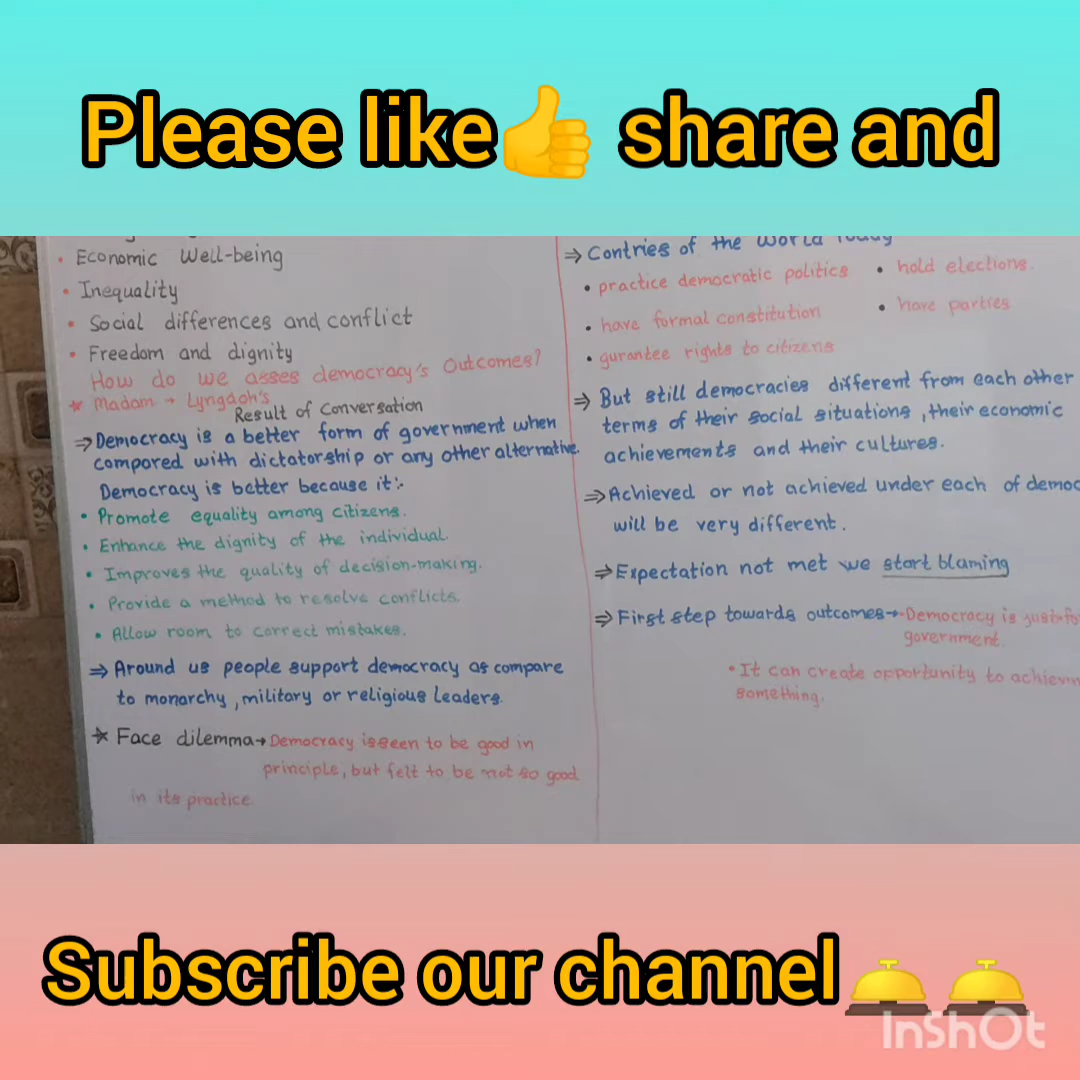 Please like👍 share and
• Economic Well-being
• Inequality
• Social differences and conflict
• Freedom and dignity
How do we asses democracy's Outcomes?
* Madam → Lyngdoh's
Result of Conversation
⇒ Democracy is a better form of government when
compared with dictatorship or any other alternative.
Democracy is better because it:-
• Promote equality among citizens.
• Enhance the dignity of the individual.
• Improves the quality of decision-making.
• Provide a method to resolve conflicts.
• Allow room to correct mistakes.
⇒ Around us people support democracy as compare
to monarchy, military or religious leaders.
* Face dilemma → Democracy is seen to be good in
principle, but felt to be not so good
in its practice.
⇒ Contries of the World Today
• practice democratic politics • hold elections.
• have formal constitution • have parties
• gurantee rights to citizens
⇒ But still democracies different from each other
terms of their social situations, their economic
achievements and their cultures.
⇒ Achieved or not achieved under each of democ
will be very different.
⇒ Expectation not met we start blaming
⇒ First step towards outcomes → Democracy is just fo
government.
• It can create opportunity to achievin
something.
Subscribe our channel
InShOt